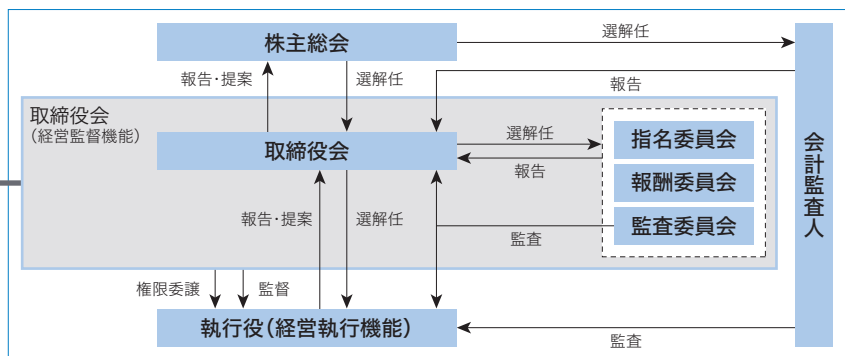 株主総会
選解任
報告・提案
選解任
報告
取締役会
(経営監督機能)
取締役会
選解任
報告
指名委員会
報酬委員会
監査委員会
会計監査人
報告・提案
選解任
監査
権限委譲
監督
執行役(経営執行機能)
監査